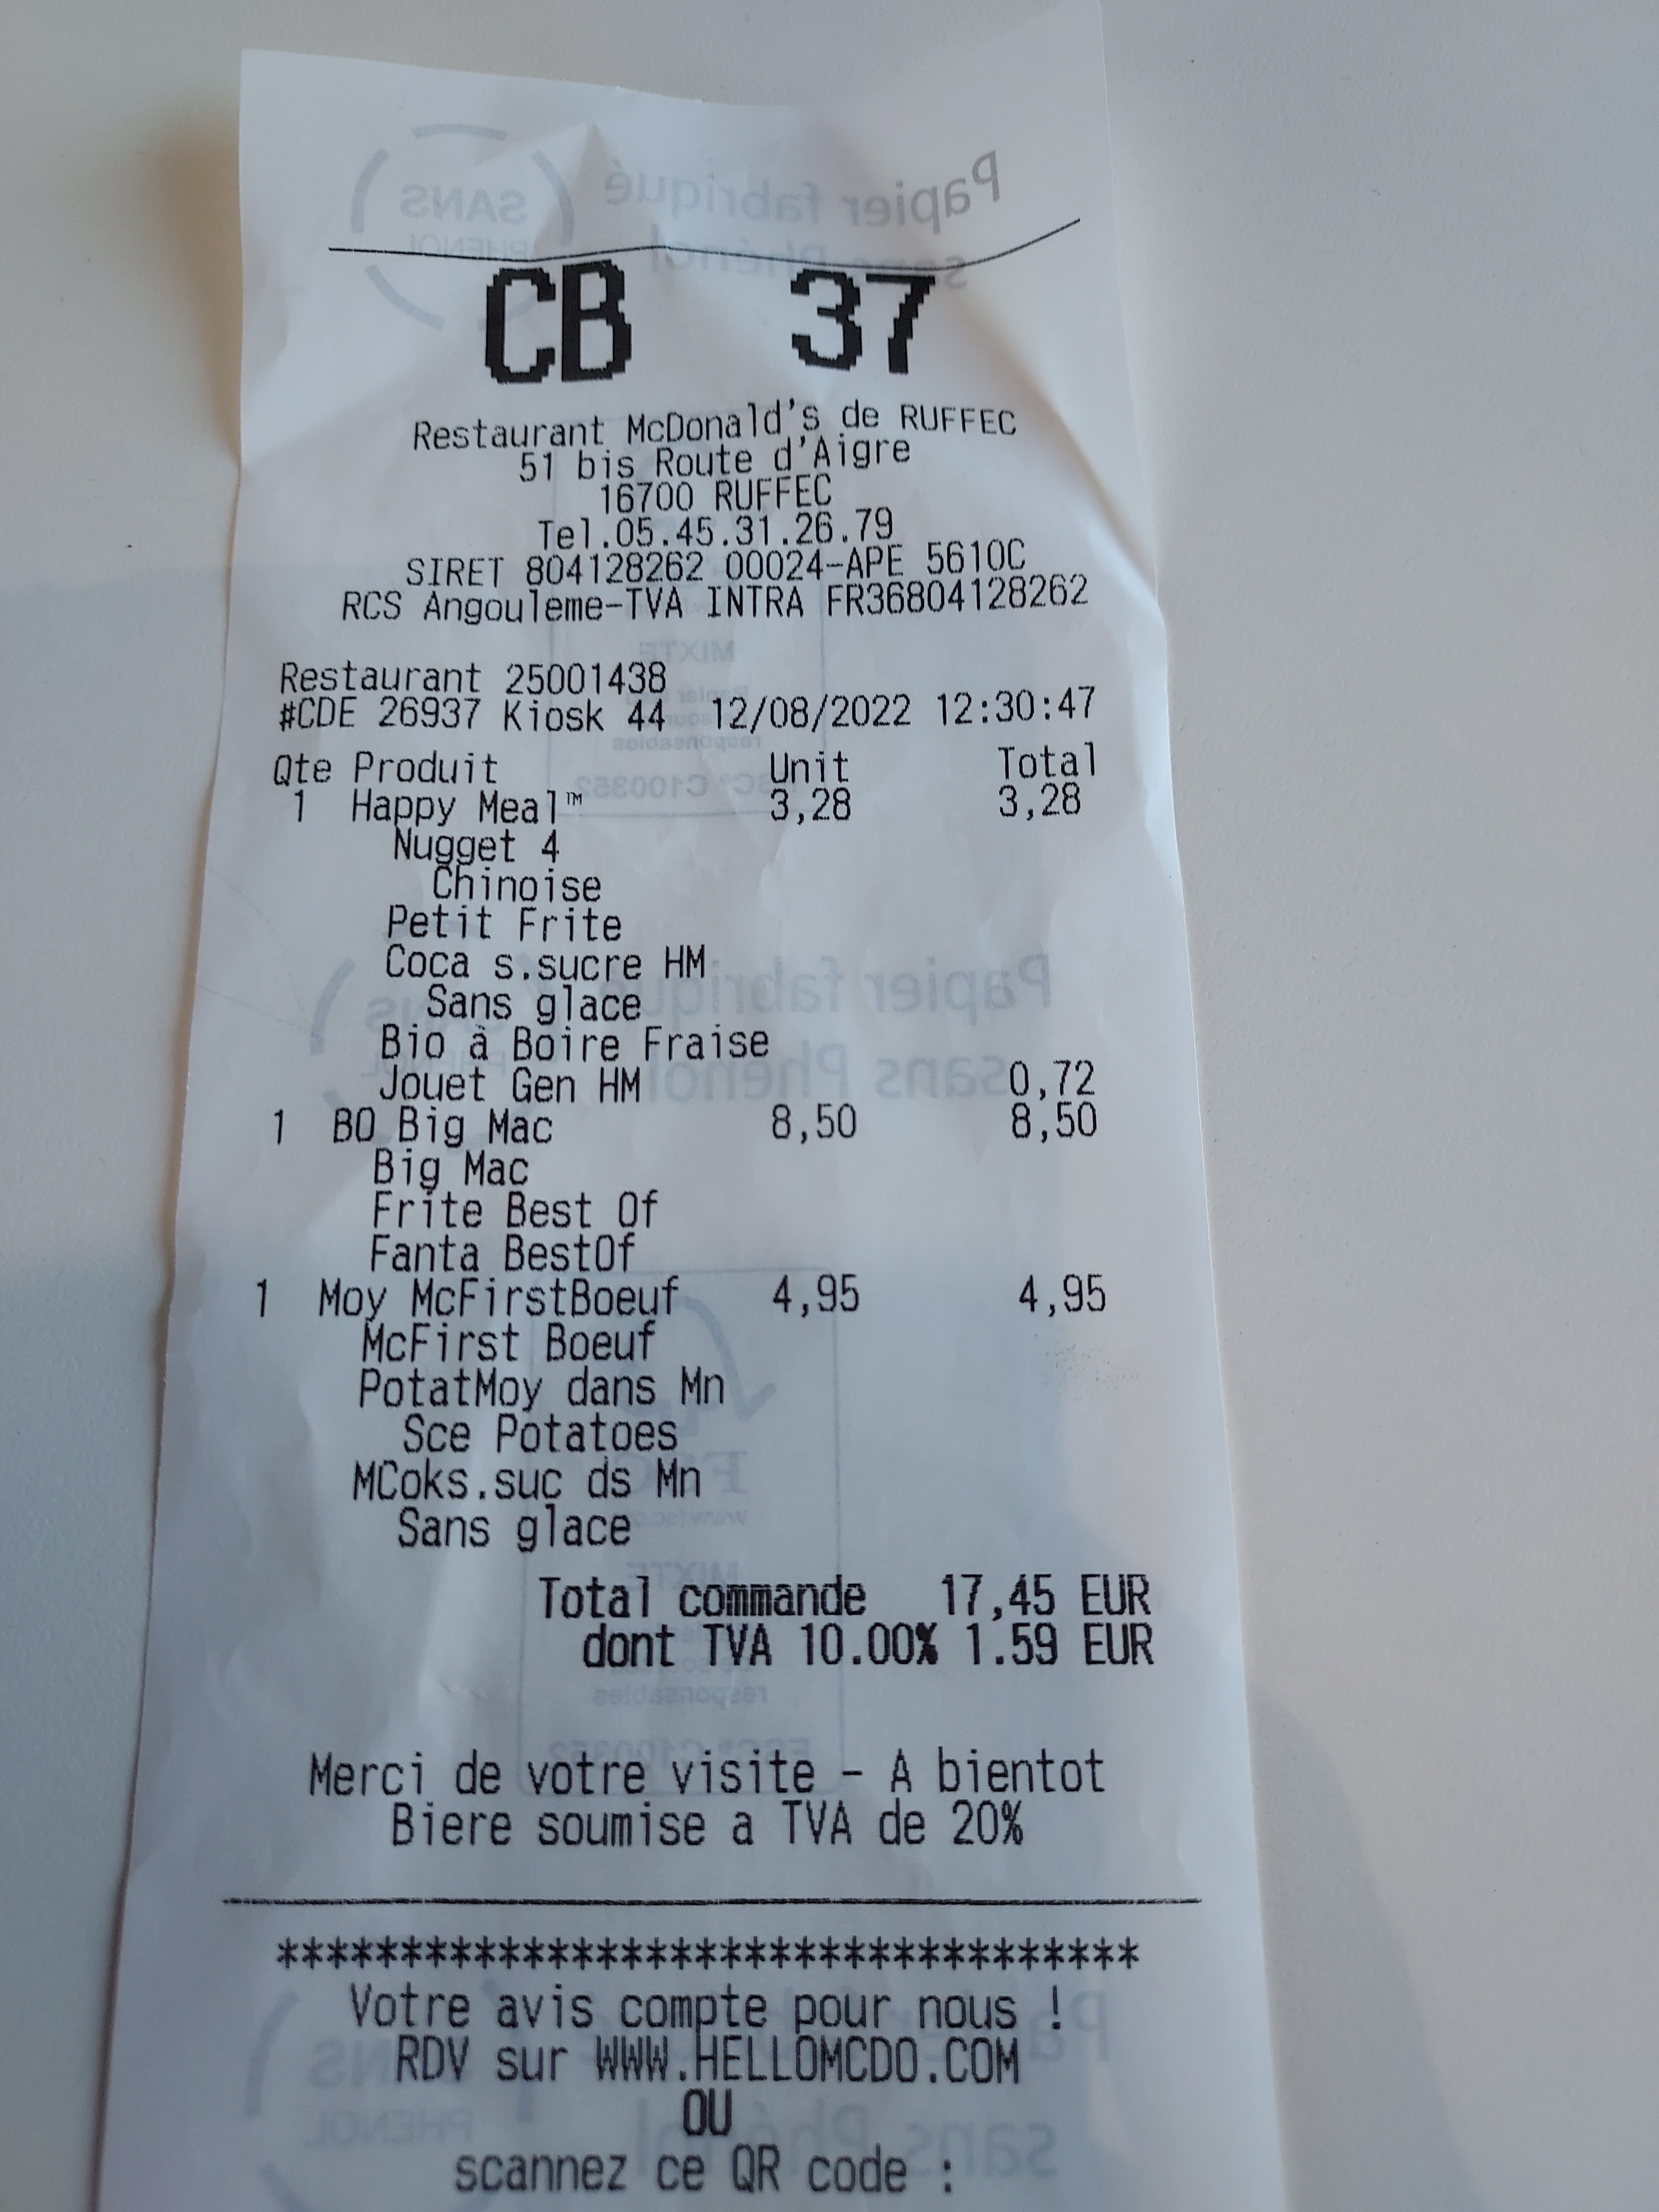 CB 37
Restaurant McDonald's de RUFFEC
51 bis Route d'Aigre
16700 RUFFEC
Tel.05.45.31.26.79
SIRET 804128262 00024-APE 5610C
RCS Angouleme-TVA INTRA FR36804128262
Restaurant 25001438
#CDE 26937 Kiosk 44 12/08/2022 12:30:47
Qte Produit Unit Total
1 Happy Meal™ 3,28 3,28
Nugget 4
Chinoise
Petit Frite
Coca s.sucre HM
Sans glace
Bio à Boire Fraise
Jouet Gen HM 0,72
1 BO Big Mac 8,50 8,50
Big Mac
Frite Best Of
Fanta BestOf
1 Moy McFirstBoeuf 4,95 4,95
McFirst Boeuf
PotatMoy dans Mn
Sce Potatoes
MCoks.suc ds Mn
Sans glace
Total commande 17,45 EUR
dont TVA 10.00% 1.59 EUR
Merci de votre visite - A bientot
Biere soumise a TVA de 20%
************************************
Votre avis compte pour nous !
RDV sur WWW.HELLOMCDO.COM
OU
scannez ce QR code :